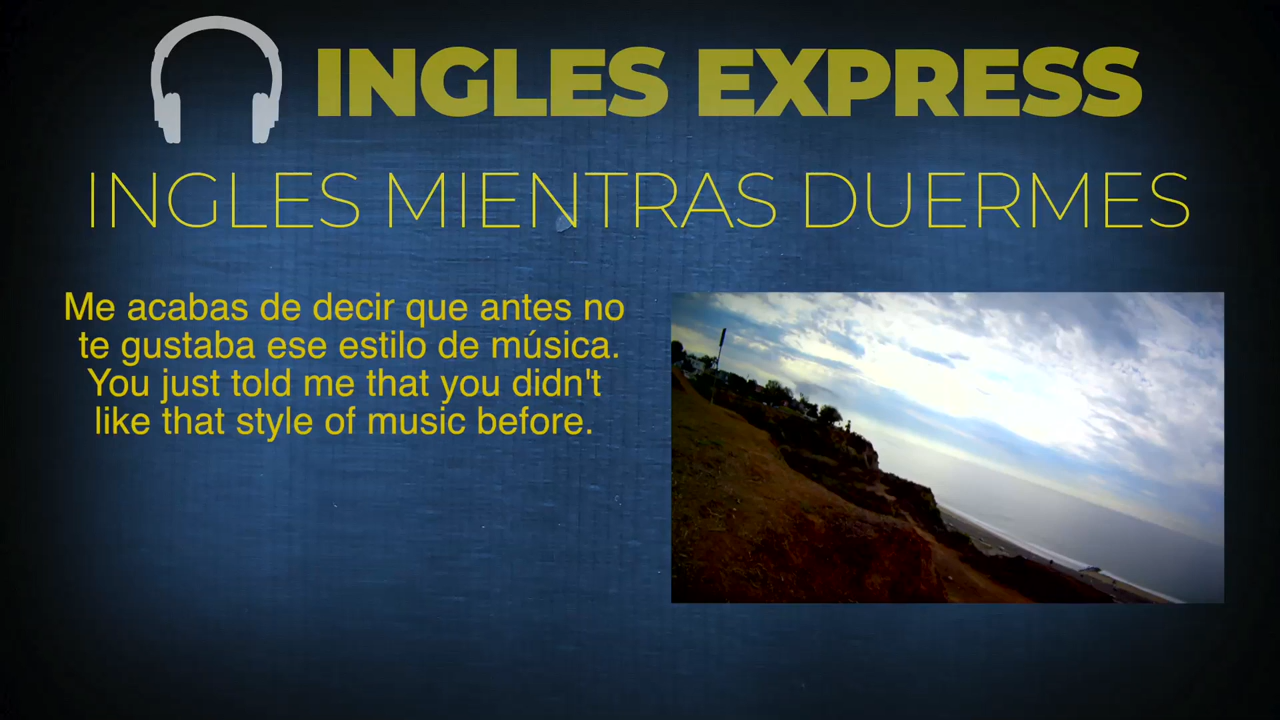 INGLES EXPRESS
INGLES MIENTRAS DUERMES
Me acabas de decir que antes no
te gustaba ese estilo de música.
You just told me that you didn't
like that style of music before.